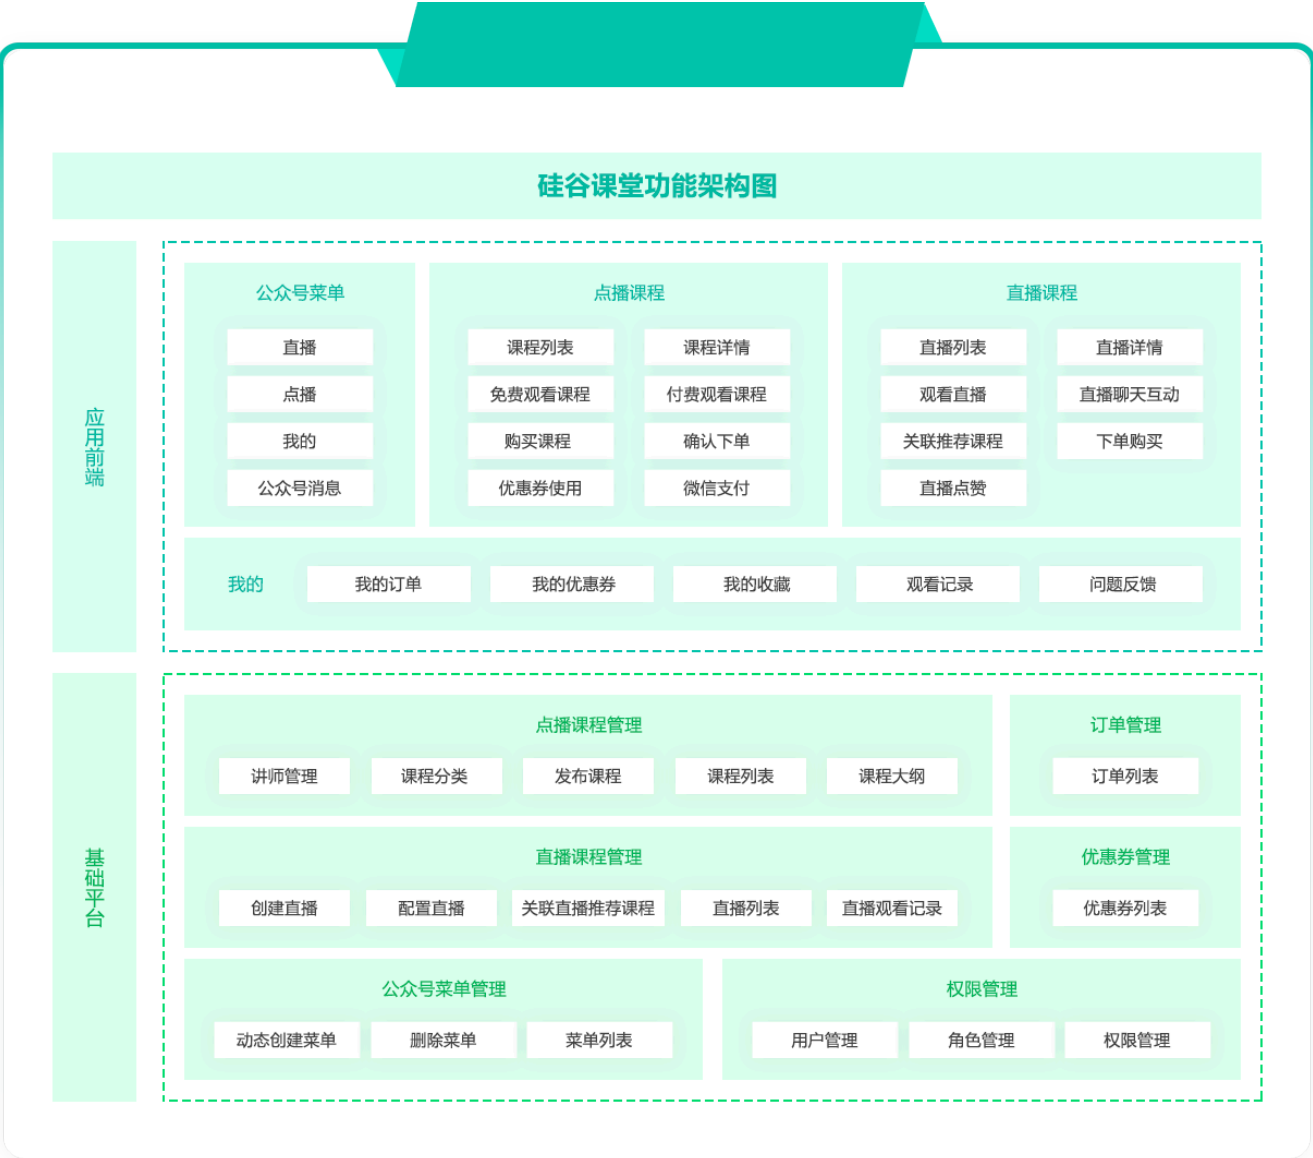 硅谷课堂功能架构图
应用前端
公众号菜单
直播
点播
我的
公众号消息
点播课程
课程列表
课程详情
免费观看课程
付费观看课程
购买课程
确认下单
优惠券使用
微信支付
直播课程
直播列表
直播详情
观看直播
直播聊天互动
关联推荐课程
下单购买
直播点赞
我的
我的订单
我的优惠券
我的收藏
观看记录
问题反馈
基础平台
点播课程管理
讲师管理
课程分类
发布课程
课程列表
课程大纲
订单管理
订单列表
直播课程管理
创建直播
配置直播
关联直播推荐课程
直播列表
直播观看记录
优惠券管理
优惠券列表
公众号菜单管理
动态创建菜单
删除菜单
菜单列表
权限管理
用户管理
角色管理
权限管理